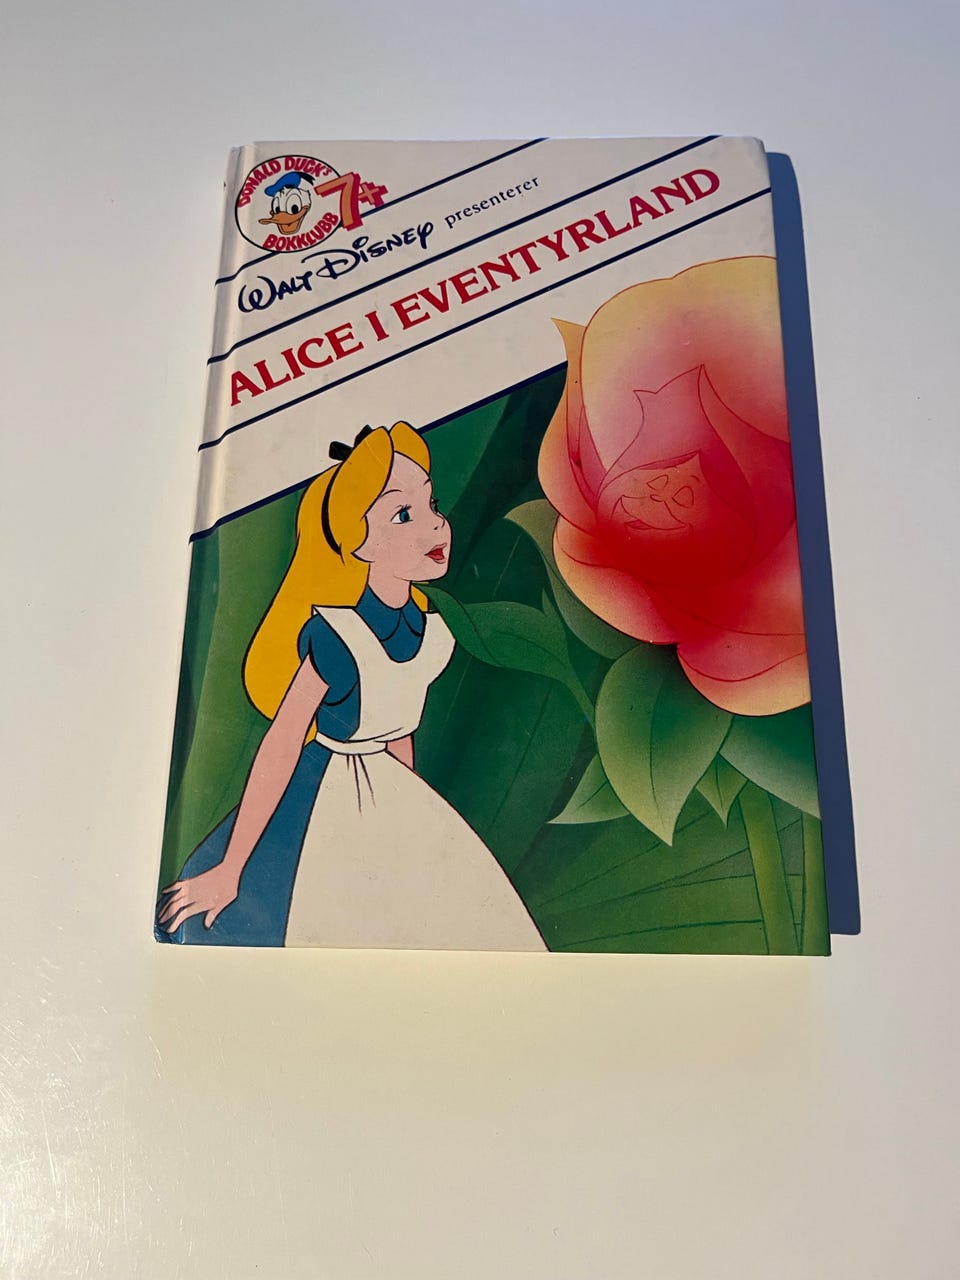 DONALD DUCK'S
7+
BOKKLUBB
WALT DISNEY presenterer
ALICE I EVENTYRLAND